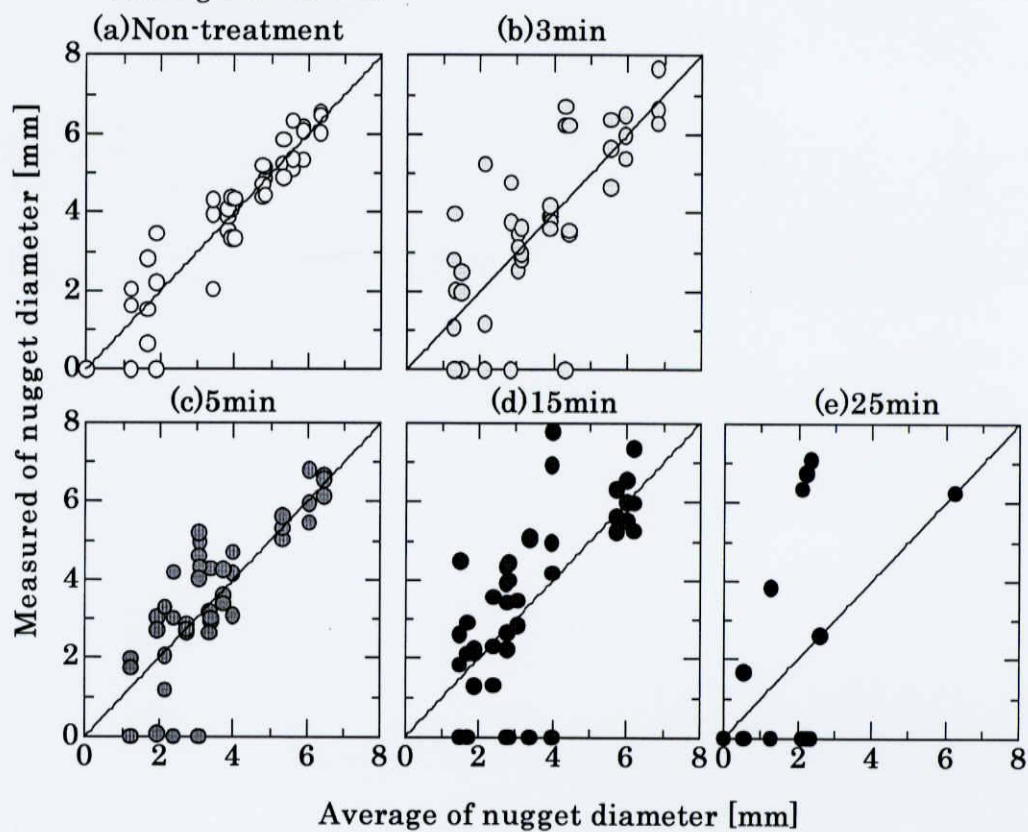 (a)Non-treatment (b)3min
8
6
4
2
0
(c)5min (d)15min (e)25min
8
6
4
2
0
0 2 4 6 8 0 2 4 6 8 0 2 4 6 8
Measured of nugget diameter [mm]
Average of nugget diameter [mm]